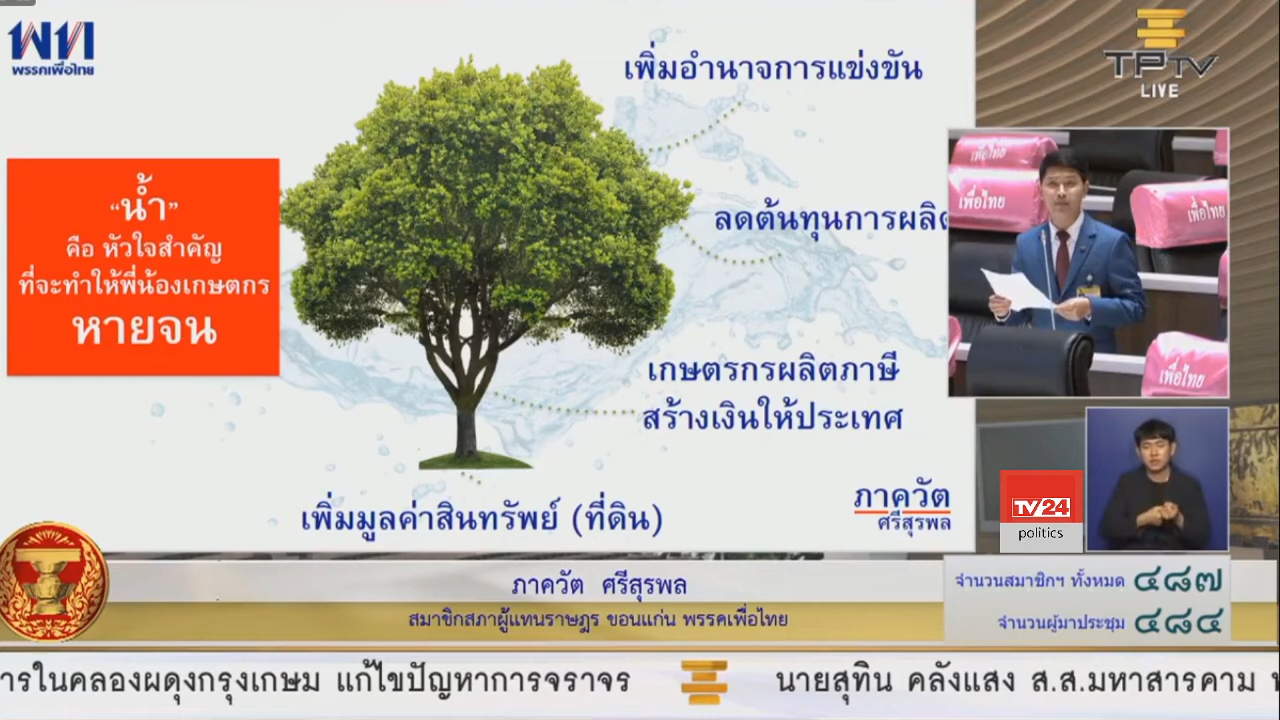 พท
พรรคเพื่อไทย
TPTV
LIVE
เพิ่มอำนาจการแข่งขัน
“น้ำ”
คือ หัวใจสำคัญ
ที่จะทำให้พี่น้องเกษตกร
หายจน
ลดต้นทุนการผลิต
เพื่อไทย
เพื่อไทย
เพื่อไทย
เพื่อไทย
เกษตรกรผลิตภาษี
สร้างเงินให้ประเทศ
เพิ่มมูลค่าสินทรัพย์ (ที่ดิน)
ภาควัต
ศรีสุรพล
TV24
politics
ภาควัต ศรีสุรพล
สมาชิกสภาผู้แทนราษฎร ขอนแก่น พรรคเพื่อไทย
จำนวนสมาชิกฯ ทั้งหมด ๔๘๗
จำนวนผู้มาประชุม ๔๘๔
ารในคลองผดุงกรุงเกษม แก้ไขปัญหาการจราจร นายสุทิน คลังแสง ส.ส.มหาสารคาม